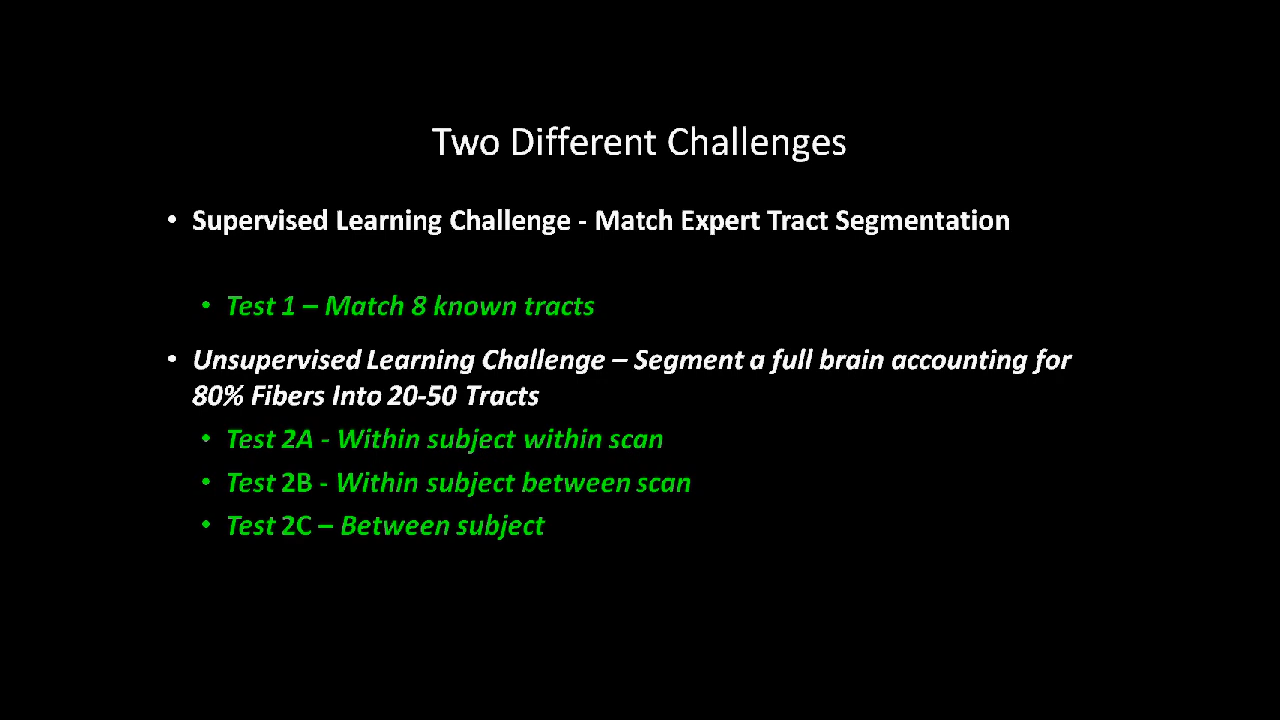 Two Different Challenges
• Supervised Learning Challenge - Match Expert Tract Segmentation
• Test 1 – Match 8 known tracts
• Unsupervised Learning Challenge – Segment a full brain accounting for
80% Fibers Into 20-50 Tracts
• Test 2A - Within subject within scan
• Test 2B - Within subject between scan
• Test 2C – Between subject